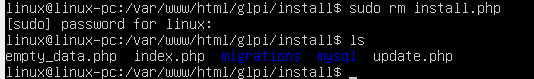 linux@linux-pc:/var/www/html/glpi/install$ sudo rm install.php
[sudo] password for linux:
linux@linux-pc:/var/www/html/glpi/install$ ls
empty_data.php index.php migrations mysql update.php
linux@linux-pc:/var/www/html/glpi/install$